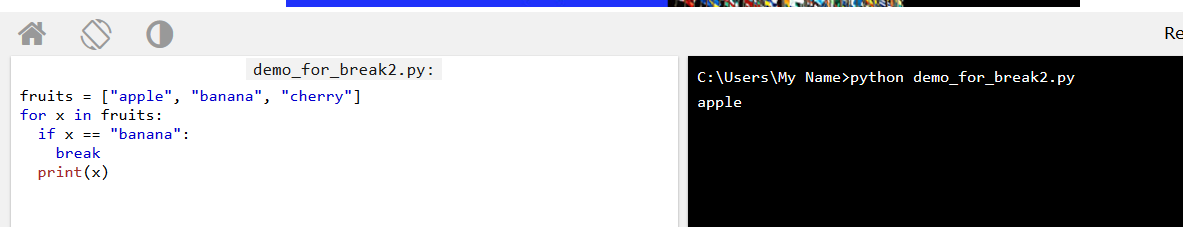 Re
demo_for_break2.py:
fruits = ["apple", "banana", "cherry"]
for x in fruits:
  if x == "banana":
    break
  print(x)
C:\Users\My Name>python demo_for_break2.py
apple